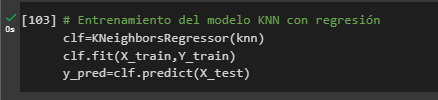 [103] # Entrenamiento del modelo KNN con regresión
0s clf=KNeighborsRegressor(knn)
clf.fit(X_train,Y_train)
y_pred=clf.predict(X_test)